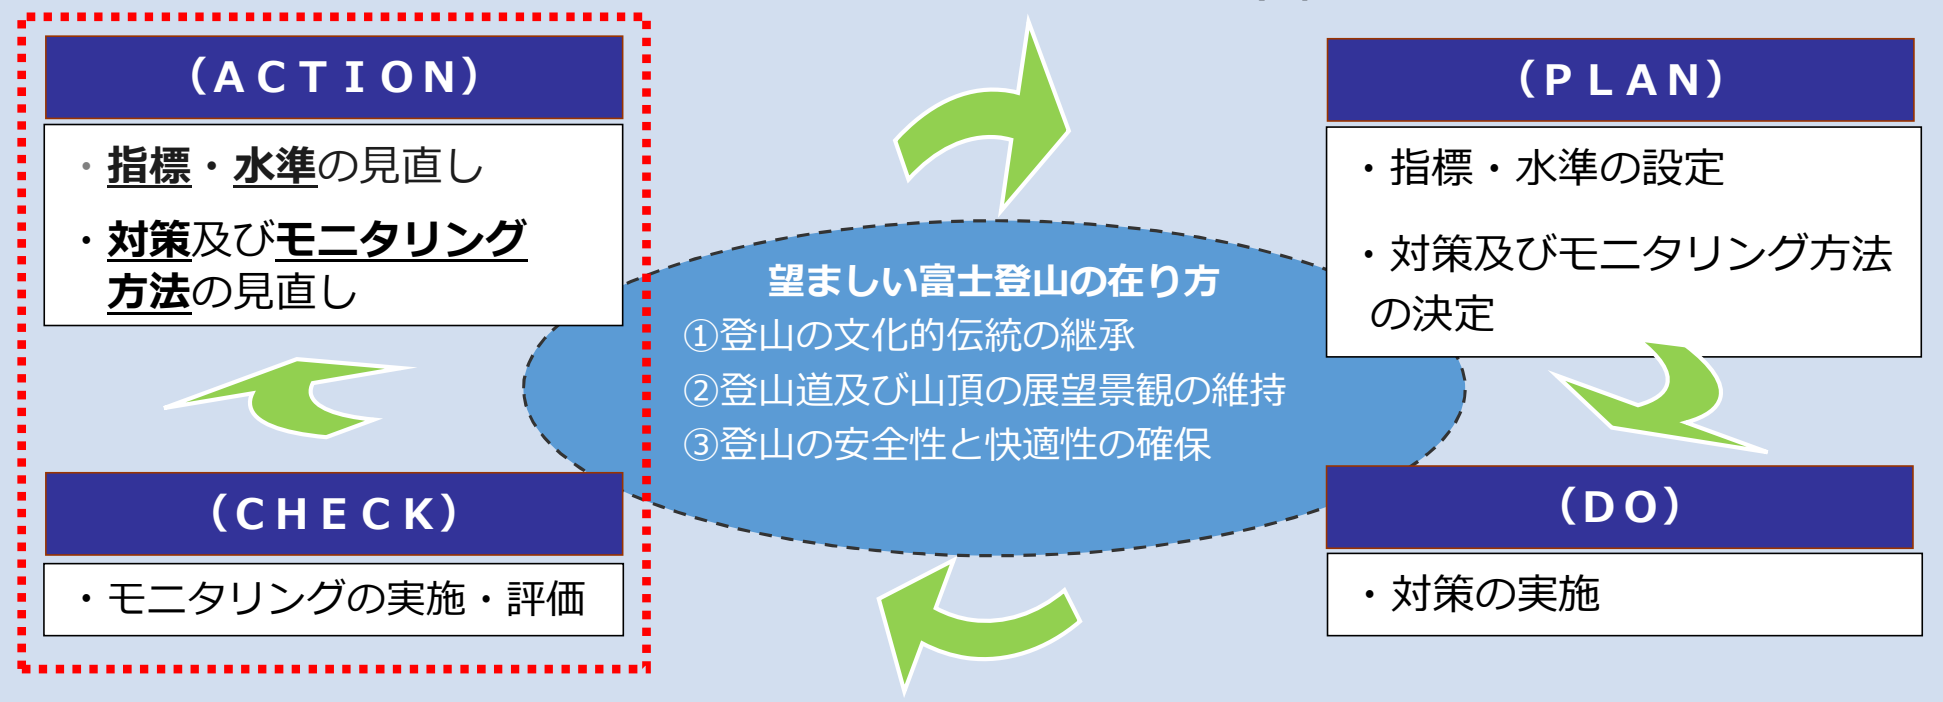 （ＡＣＴＩＯＮ）
・指標・水準の見直し
・対策及びモニタリング
方法の見直し
（ＰＬＡＮ）
・指標・水準の設定
・対策及びモニタリング方法
の決定
望ましい富士登山の在り方
①登山の文化的伝統の継承
②登山道及び山頂の展望景観の維持
③登山の安全性と快適性の確保
（ＣＨＥＣＫ）
・モニタリングの実施・評価
（ＤＯ）
・対策の実施